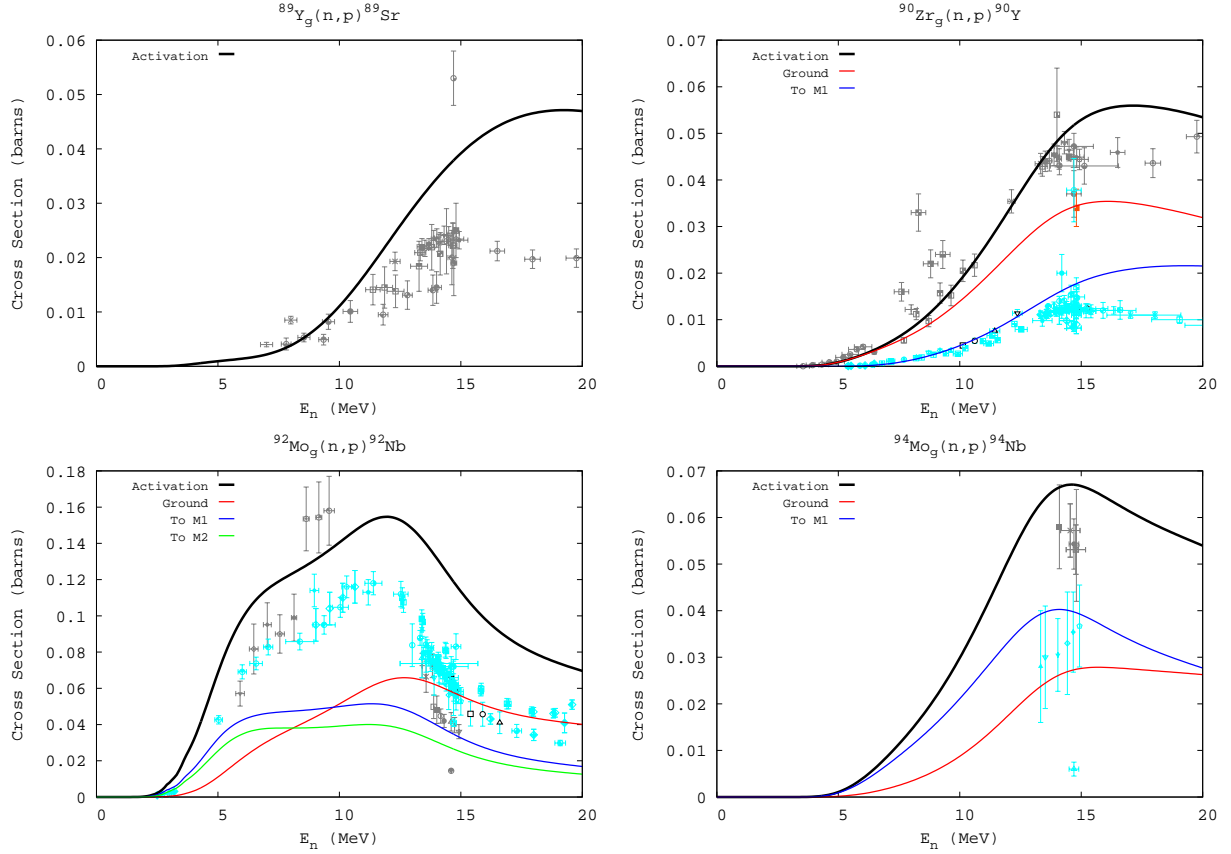 ⁸⁹Y_g(n,p)⁸⁹Sr
Activation
Cross Section (barns)
0.06
0.05
0.04
0.03
0.02
0.01
0
0 5 10 15 20
E_n (MeV)
⁹⁰Zr_g(n,p)⁹⁰Y
Activation
Ground
To M1
Cross Section (barns)
0.07
0.06
0.05
0.04
0.03
0.02
0.01
0
0 5 10 15 20
E_n (MeV)
⁹²Mo_g(n,p)⁹²Nb
Activation
Ground
To M1
To M2
Cross Section (barns)
0.18
0.16
0.14
0.12
0.1
0.08
0.06
0.04
0.02
0
0 5 10 15 20
E_n (MeV)
⁹⁴Mo_g(n,p)⁹⁴Nb
Activation
Ground
To M1
Cross Section (barns)
0.07
0.06
0.05
0.04
0.03
0.02
0.01
0
0 5 10 15 20
E_n (MeV)